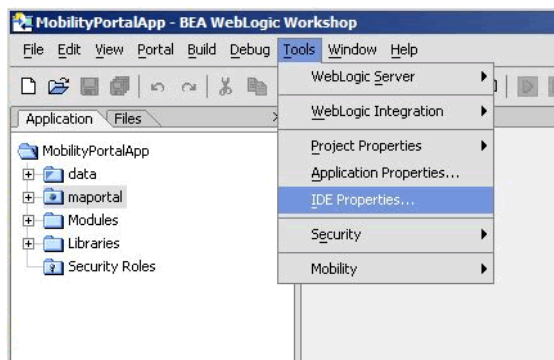 MobilityPortalApp - BEA WebLogic Workshop
File Edit View Portal Build Debug Tools Window Help
WebLogic Server
WebLogic Integration
Project Properties
Application Properties...
IDE Properties...
Security
Mobility
Application Files
MobilityPortalApp
data
maportal
Modules
Libraries
Security Roles